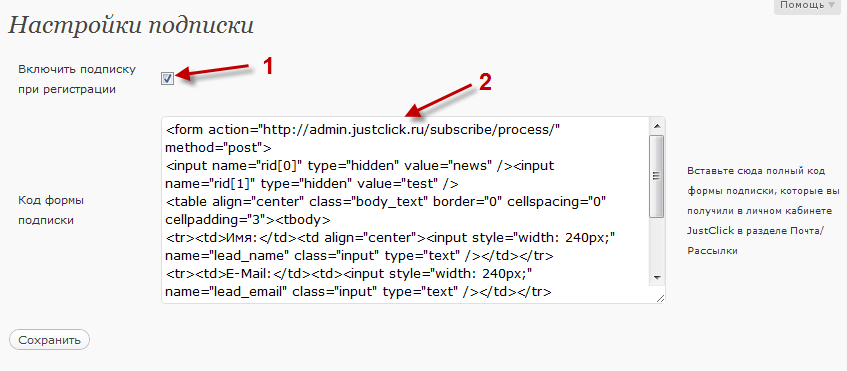 Помощь
Настройки подписки
Включить подписку
при регистрации
1
2
<form action="http://admin.justclick.ru/subscribe/process/"
method="post">
<input name="rid[0]" type="hidden" value="news" /><input
name="rid[1]" type="hidden" value="test" />
<table align="center" class="body_text" border="0" cellspacing="0"
cellpadding="3"><tbody>
<tr><td>Имя:</td><td align="center"><input style="width: 240px;"
name="lead_name" class="input" type="text" /></td></tr>
<tr><td>E-Mail:</td><td><input style="width: 240px;"
name="lead_email" class="input" type="text" /></td></tr>
Код формы
подписки
Вставьте сюда полный код
формы подписки, которые вы
получили в личном кабинете
JustClick в разделе Почта/
Рассылки
Сохранить